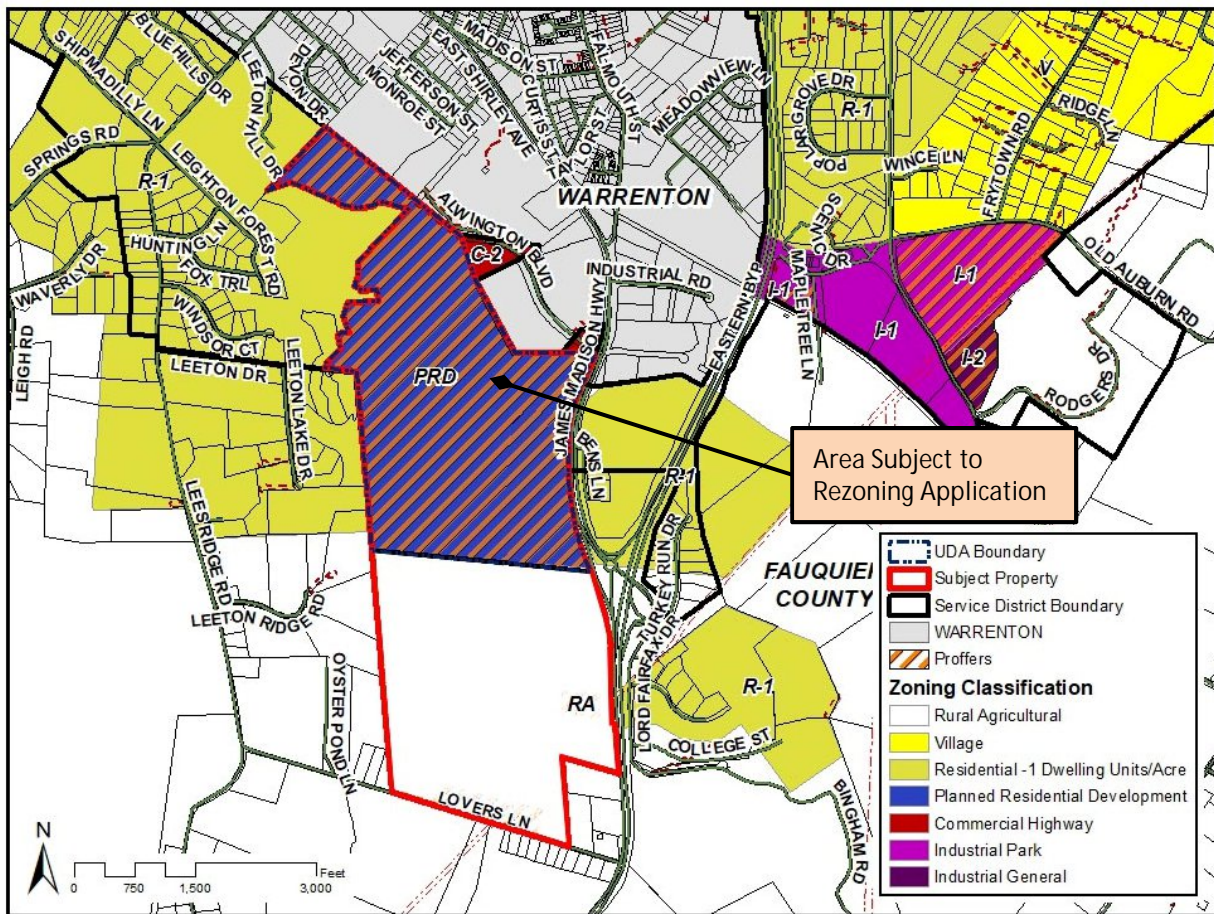 SHIPMADILLY LN
BLUE HILLS DR
LEETON HILL DR
DEVON DR
MADISON ST
EAST SHIRLEY AVE
JEFFERSON ST
MONROE ST
CURTIS ST
TAYLOR ST
FALMOUTH ST
MEADOWVIEW LN
POPLAR GROVE DR
R-1
WINCE LN
V
RIDGE LN
FRYTOWN RD
SPRINGS RD
R-1
LEIGHTON FOREST RD
HUNTING LN
FOX TRL
WAVERLY DR
WINDSOR CT
LEIGH RD
LEETON DR
LEETON LAKE DR
WARRENTON
ALWINGTON BLVD
C-2
INDUSTRIAL RD
JAMES MADISON HWY
EASTERN BYP
SCENIC DR
MAPLE TREE LN
I-1
I-1
I-1
I-2
OLD AUBURN RD
RODGERS DR
PRD
BENS LN
R-1
Area Subject to
Rezoning Application
LEES RIDGE RD
LEETON RIDGE RD
OYSTER POND LN
TURKEY RUN DR
LORD FAIRFAX DR
FAUQUIER
COUNTY
RA
R-1
COLLEGE ST
BINGHAM RD
LOVERS LN
UDA Boundary
Subject Property
Service District Boundary
WARRENTON
Proffers
Zoning Classification
Rural Agricultural
Village
Residential -1 Dwelling Units/Acre
Planned Residential Development
Commercial Highway
Industrial Park
Industrial General
N
Feet
0 750 1,500 3,000